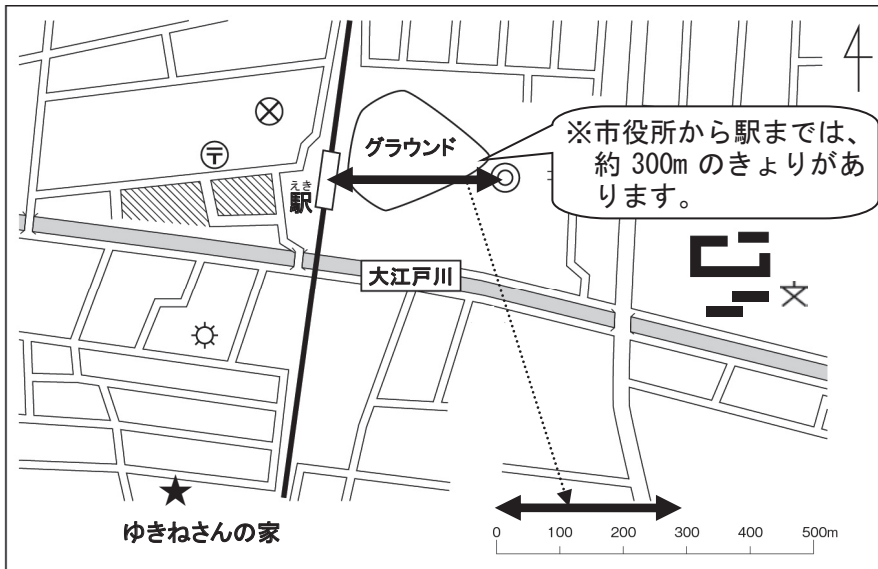 グラウンド
※市役所から駅までは、
約 300m のきょりがあ
ります。
〒
えき
駅
大江戸川
文
ゆきねさんの家
0 100 200 300 400 500m